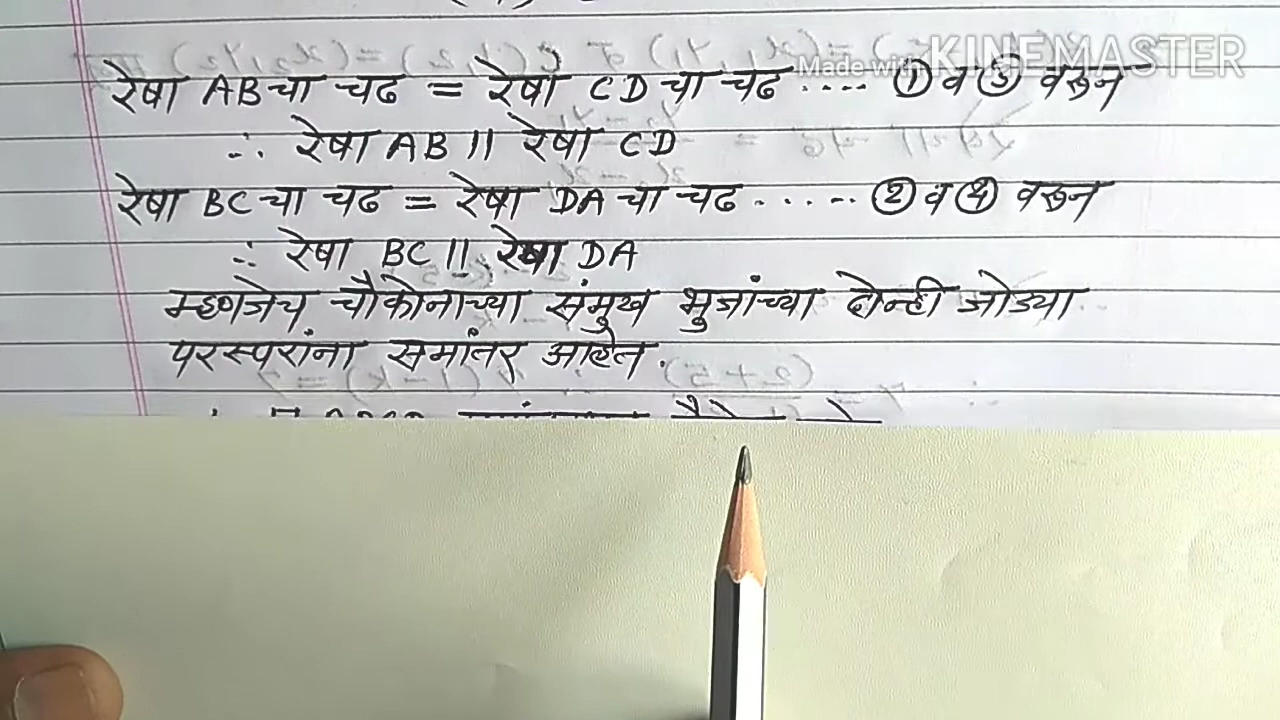 Made with KINEMASTER
रेषा AB चा चढ = रेषा CD चा चढ .... ① व ③ वरून
∴ रेषा AB || रेषा CD
रेषा BC चा चढ = रेषा DA चा चढ ...... ② व ④ वरून
∴ रेषा BC || रेषा DA
म्हणजेच चौकोनाच्या संमुख भुजांच्या दोन्ही जोड्या
परस्परांना समांतर आहेत.